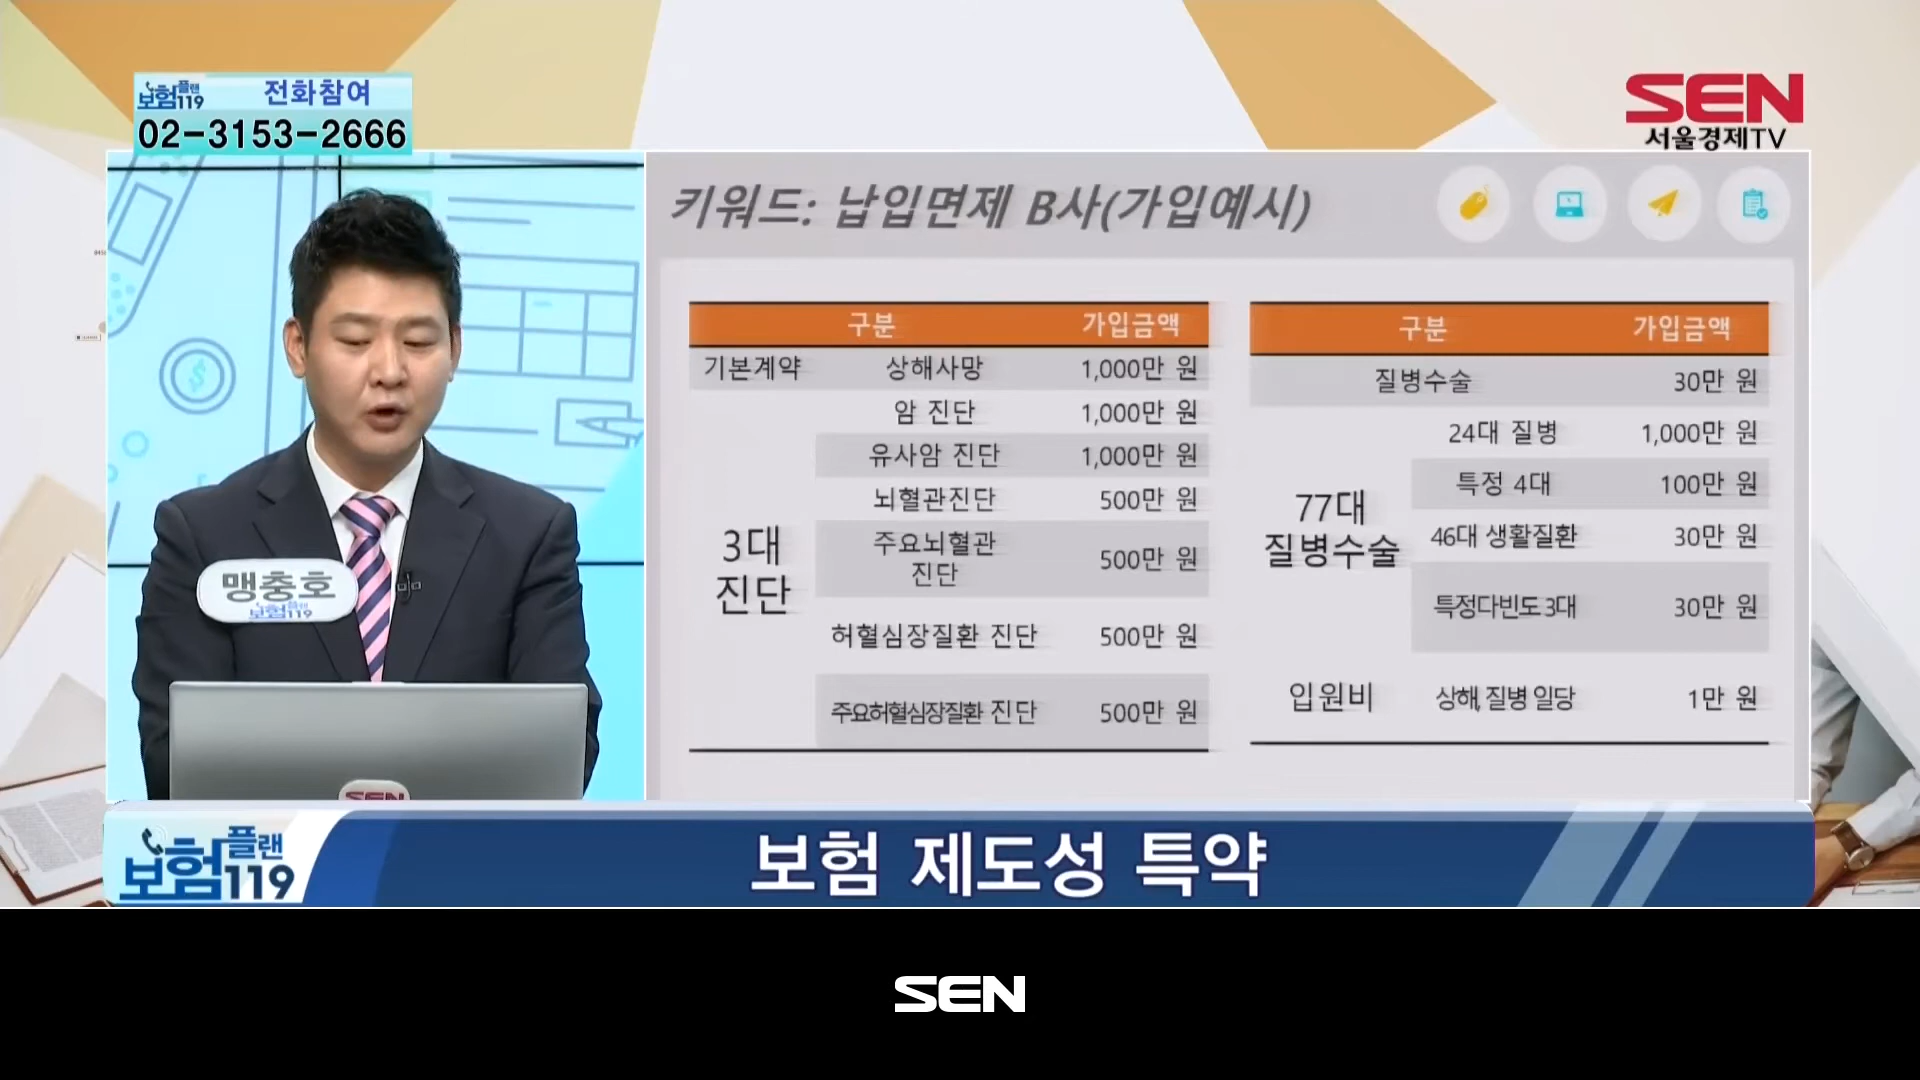 보험플랜119 전화참여
02-3153-2666
SEN
서울경제TV
키워드: 납입면제 B사(가입예시)
구분 가입금액
기본계약 상해사망 1,000만 원
3대
진단
암 진단 1,000만 원
유사암 진단 1,000만 원
뇌혈관진단 500만 원
주요뇌혈관
진단 500만 원
허혈심장질환 진단 500만 원
주요허혈심장질환 진단 500만 원
구분 가입금액
질병수술 30만 원
77대
질병수술
24대 질병 1,000만 원
특정 4대 100만 원
46대 생활질환 30만 원
특정다빈도 3대 30만 원
입원비 상해, 질병 일당 1만 원
맹충호
보험플랜119
SEN
보험플랜119
보험 제도성 특약
SEN